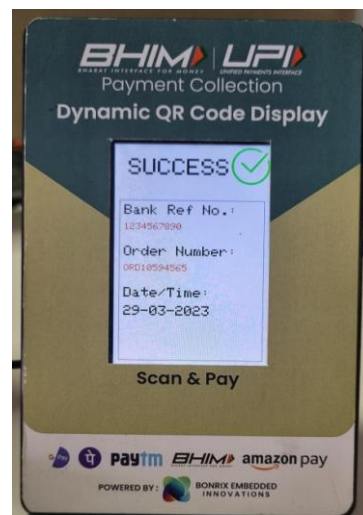 BHIM UPI
BHARAT INTERFACE FOR MONEY UNIFIED PAYMENTS INTERFACE
Payment Collection
Dynamic QR Code Display
SUCCESS
Bank Ref No.:
1234567890
Order Number:
ORD10594565
Date/Time:
29-03-2023
Scan & Pay
G Pay पे Paytm BHIM amazon pay
POWERED BY: BONRIX EMBEDDED
INNOVATIONS